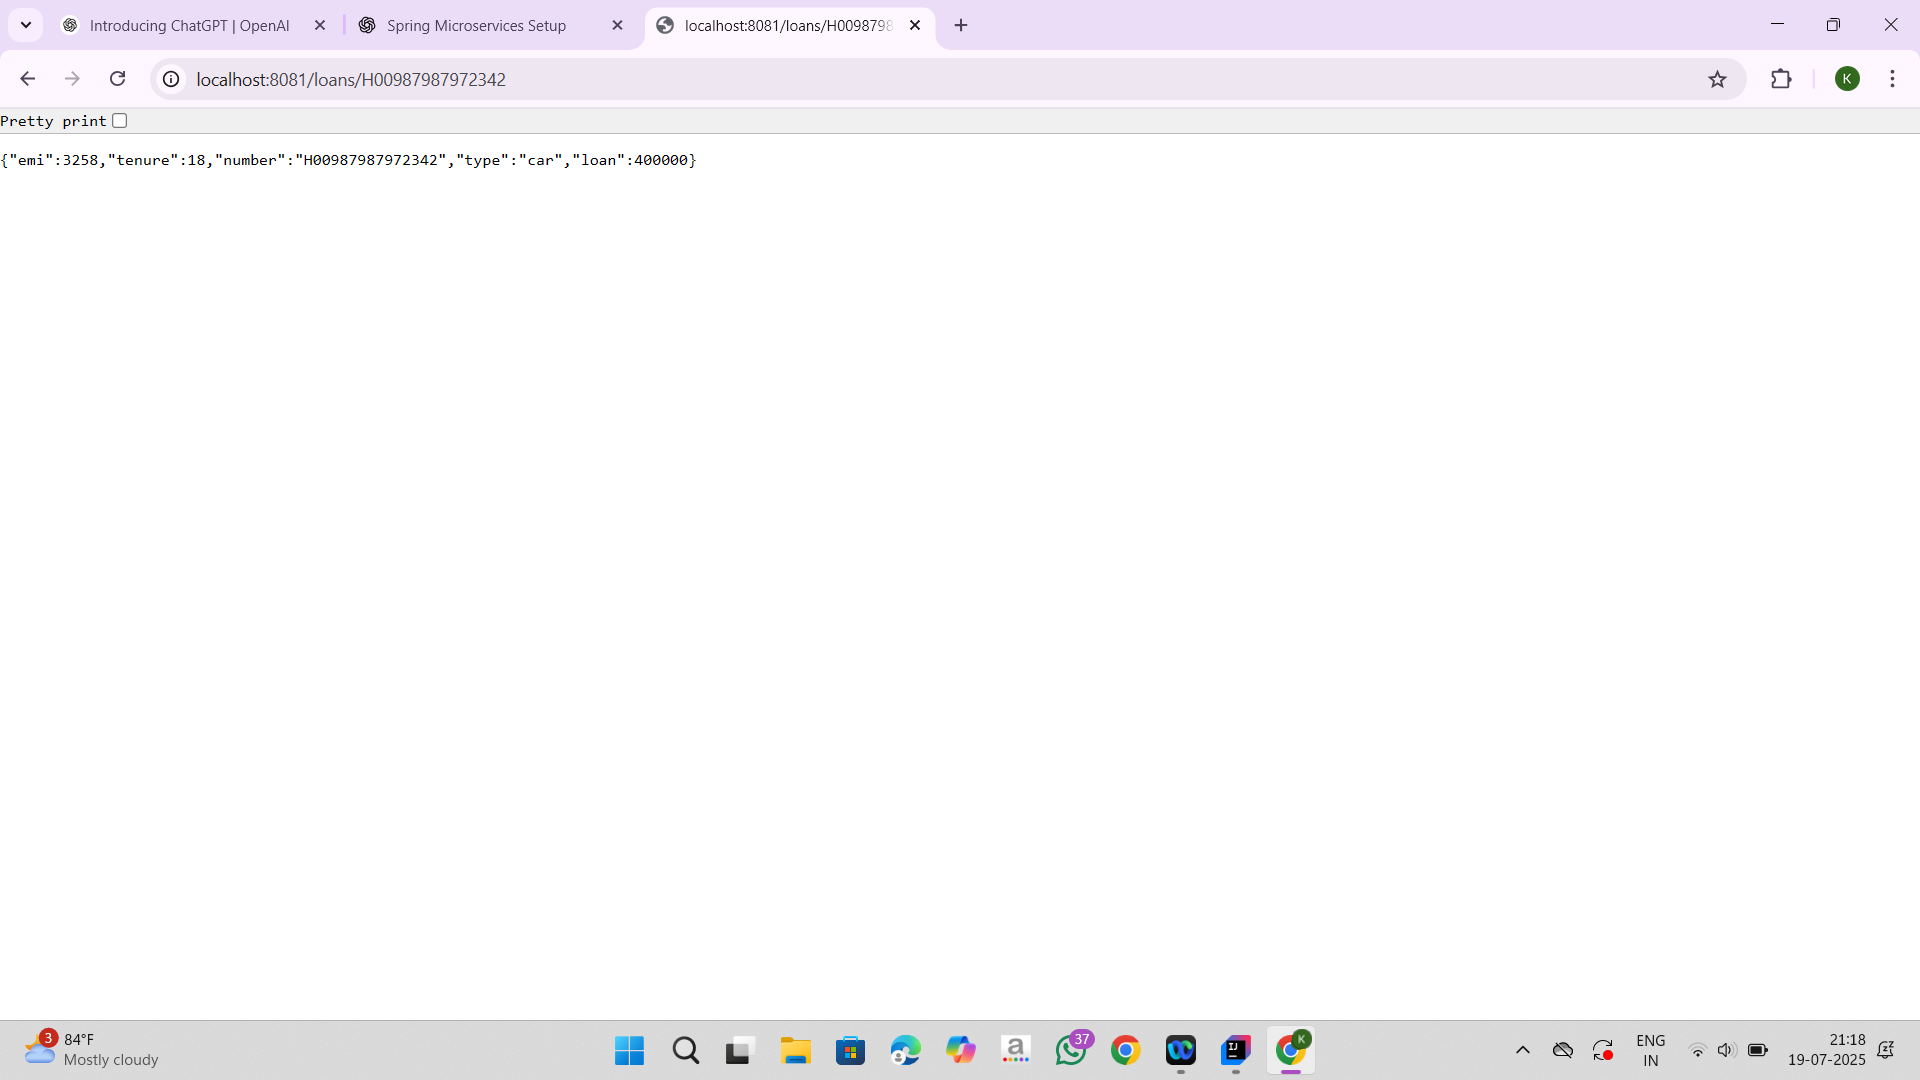 Introducing ChatGPT | OpenAI
Spring Microservices Setup
localhost:8081/loans/H0098798
localhost:8081/loans/H00987987972342
K
Pretty print
{"emi":3258,"tenure":18,"number":"H00987987972342","type":"car","loan":400000}
3
84°F
Mostly cloudy
a
37
IJ
K
ENG
IN
21:18
19-07-2025